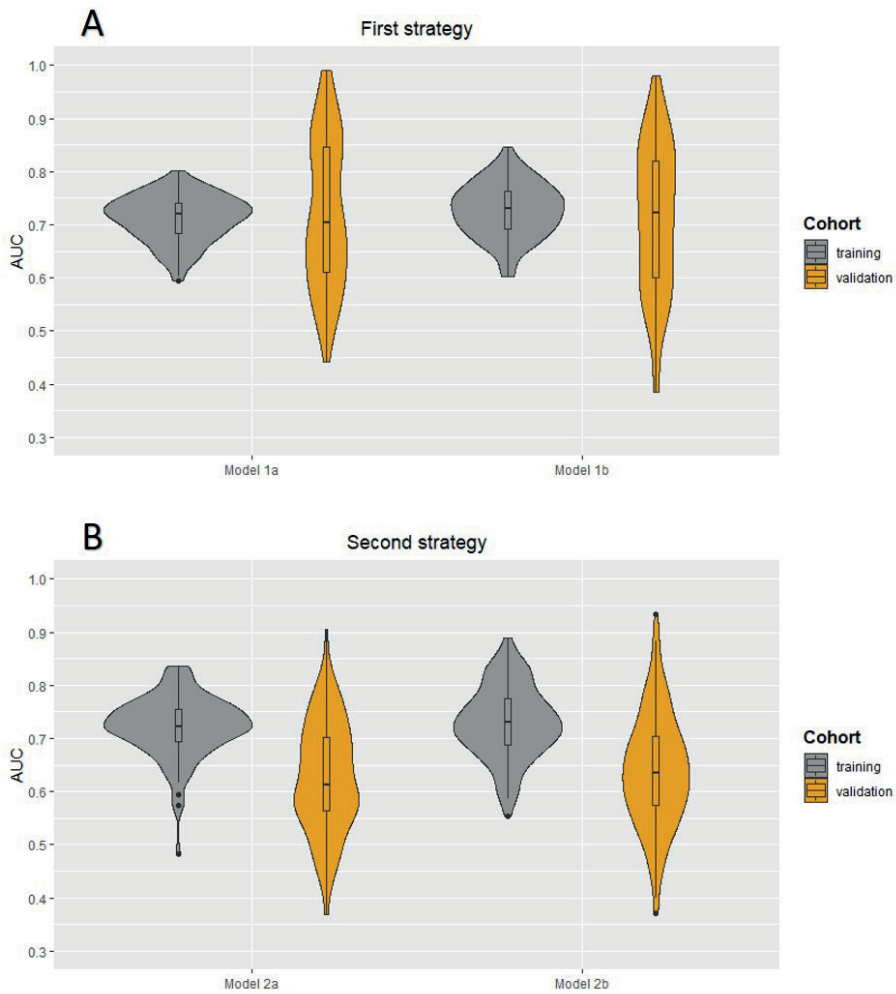 A
First strategy
1.0
0.9
0.8
0.7
0.6
0.5
0.4
0.3
AUC
Model 1a
Model 1b
Cohort
training
validation
B
Second strategy
1.0
0.9
0.8
0.7
0.6
0.5
0.4
0.3
AUC
Model 2a
Model 2b
Cohort
training
validation